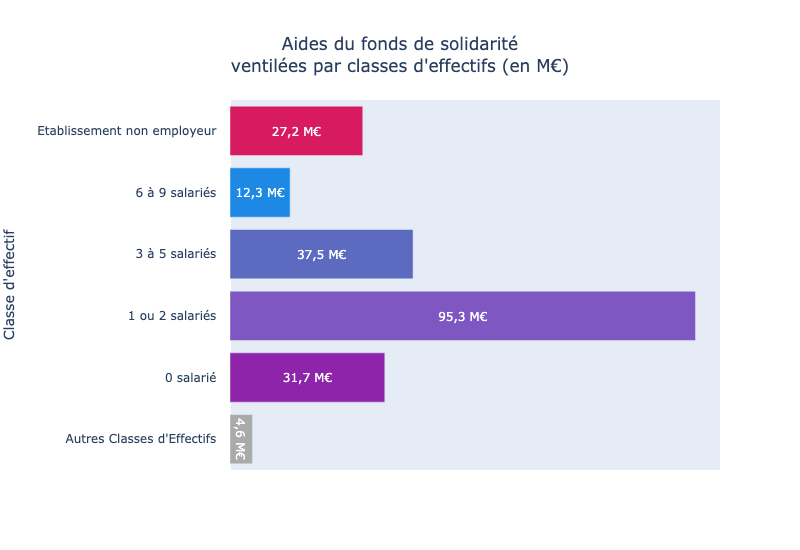 Aides du fonds de solidarité
ventilées par classes d'effectifs (en M€)
Classe d'effectif
Etablissement non employeur
27,2 M€
6 à 9 salariés
12,3 M€
3 à 5 salariés
37,5 M€
1 ou 2 salariés
95,3 M€
0 salarié
31,7 M€
Autres Classes d'Effectifs
4,6 M€